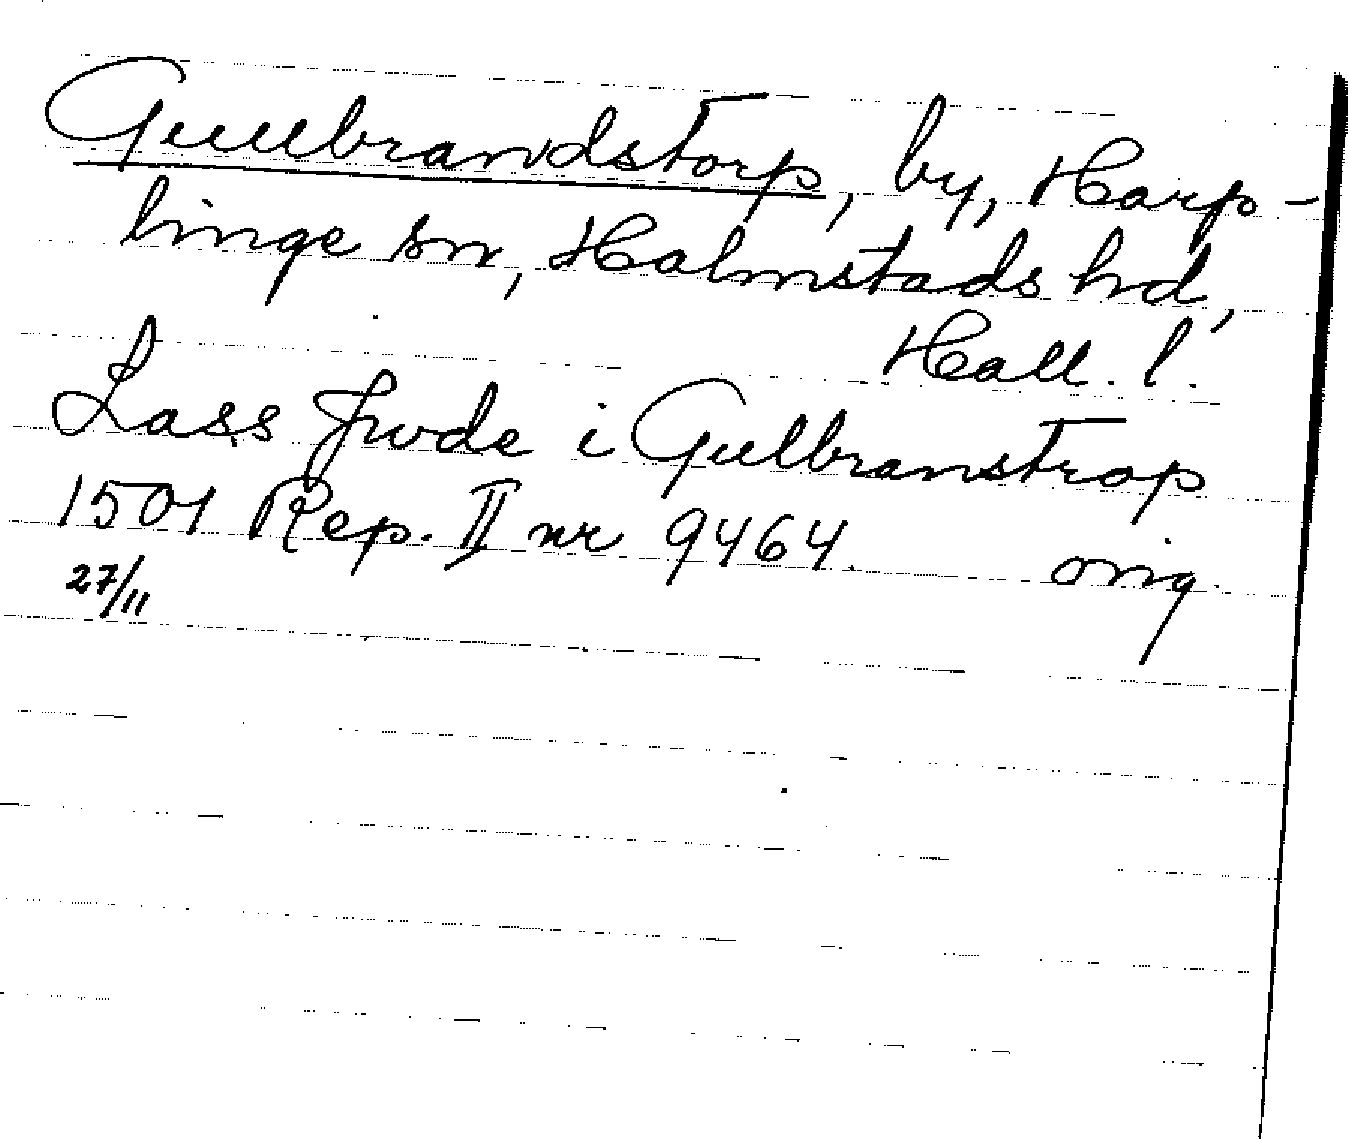 Gullbrandstorp, by, Harp-
linge sn, Halmstads hd,
Hall. l.
Lass Jwde i Gulbranstrop
1501 Rep. II nr 9464. orig.
27/11